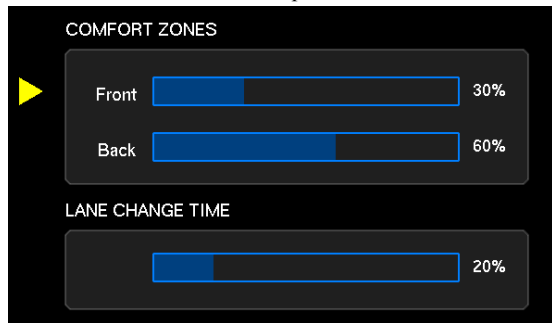 COMFORT ZONES
Front 30%
Back 60%
LANE CHANGE TIME
20%